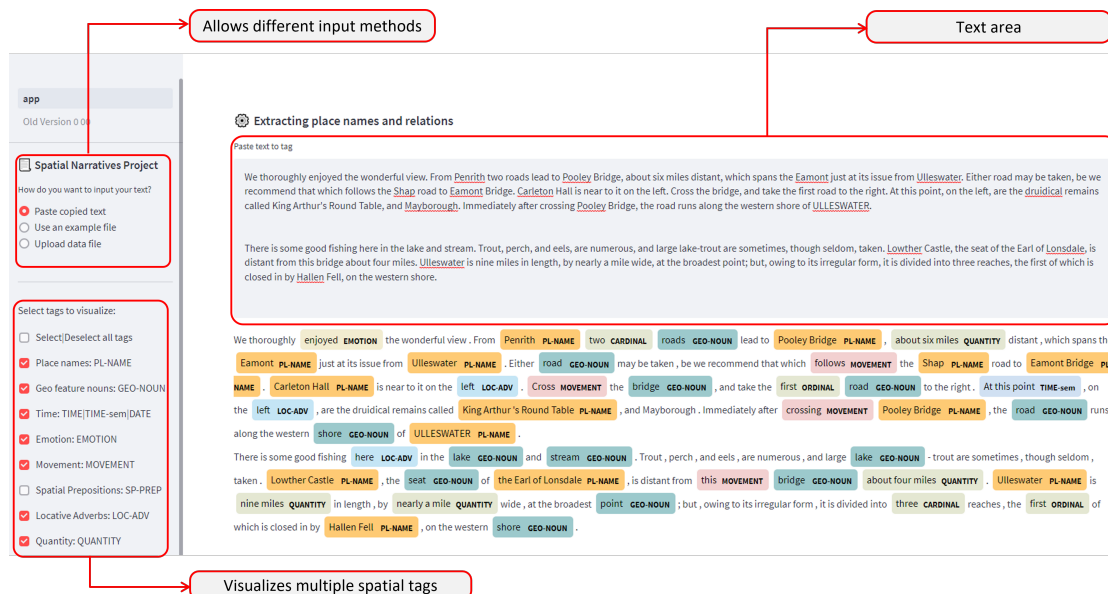 Allows different input methods
Text area
app
Old Version 0 00
Spatial Narratives Project
How do you want to input your text?
Paste copied text
Use an example file
Upload data file
Select tags to visualize:
Select|Deselect all tags
Place names: PL-NAME
Geo feature nouns: GEO-NOUN
Time: TIME|TIME-sem|DATE
Emotion: EMOTION
Movement: MOVEMENT
Spatial Prepositions: SP-PREP
Locative Adverbs: LOC-ADV
Quantity: QUANTITY
Extracting place names and relations
Paste text to tag
We thoroughly enjoyed the wonderful view. From Penrith two roads lead to Pooley Bridge, about six miles distant, which spans the Eamont just at its issue from Ulleswater. Either road may be taken, be we
recommend that which follows the Shap road to Eamont Bridge. Carleton Hall is near to it on the left. Cross the bridge, and take the first road to the right. At this point, on the left, are the druidical remains
called King Arthur's Round Table, and Mayborough. Immediately after crossing Pooley Bridge, the road runs along the western shore of ULLESWATER.
There is some good fishing here in the lake and stream. Trout, perch, and eels, are numerous, and large lake-trout are sometimes, though seldom, taken. Lowther Castle, the seat of the Earl of Lonsdale, is
distant from this bridge about four miles. Ulleswater is nine miles in length, by nearly a mile wide, at the broadest point; but, owing to its irregular form, it is divided into three reaches, the first of which is
closed in by Hallen Fell, on the western shore.
We thoroughly enjoyed EMOTION the wonderful view . From Penrith PL-NAME two CARDINAL roads GEO-NOUN lead to Pooley Bridge PL-NAME , about six miles QUANTITY distant , which spans th
Eamont PL-NAME just at its issue from Ulleswater PL-NAME . Either road GEO-NOUN may be taken , be we recommend that which follows MOVEMENT the Shap PL-NAME road to Eamont Bridge PL
NAME . Carleton Hall PL-NAME is near to it on the left LOC-ADV . Cross MOVEMENT the bridge GEO-NOUN , and take the first ORDINAL road GEO-NOUN to the right . At this point TIME-sem , on
the left LOC-ADV , are the druidical remains called King Arthur 's Round Table PL-NAME , and Mayborough . Immediately after crossing MOVEMENT Pooley Bridge PL-NAME , the road GEO-NOUN runs
along the western shore GEO-NOUN of ULLESWATER PL-NAME .
There is some good fishing here LOC-ADV in the lake GEO-NOUN and stream GEO-NOUN . Trout , perch , and eels , are numerous , and large lake GEO-NOUN - trout are sometimes , though seldom ,
taken . Lowther Castle PL-NAME , the seat GEO-NOUN of the Earl of Lonsdale PL-NAME , is distant from this MOVEMENT bridge GEO-NOUN about four miles QUANTITY . Ulleswater PL-NAME is
nine miles QUANTITY in length , by nearly a mile QUANTITY wide , at the broadest point GEO-NOUN ; but , owing to its irregular form , it is divided into three CARDINAL reaches , the first ORDINAL of
which is closed in by Hallen Fell PL-NAME , on the western shore GEO-NOUN .
Visualizes multiple spatial tags